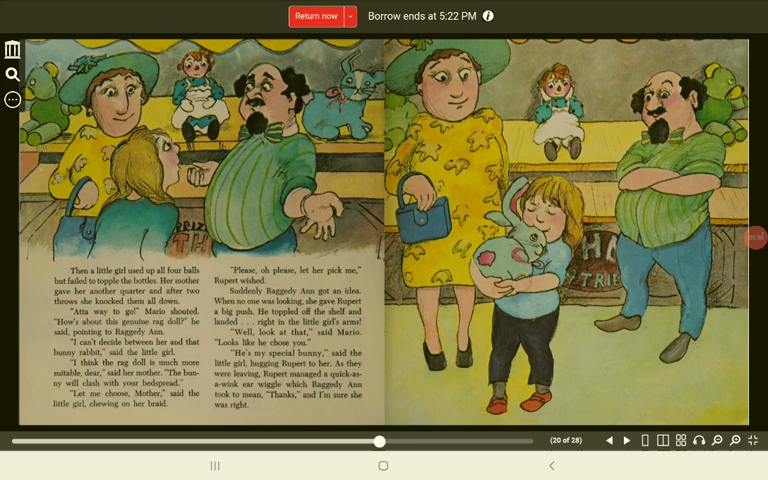 Return now
Borrow ends at 5:22 PM
Then a little girl used up all four balls
but failed to topple the bottles. Her mother
gave her another quarter and after two
throws she knocked them all down.
"Atta way to go!" Mario shouted.
"How's about this genuine rag doll?" he
said, pointing to Raggedy Ann.
"I can't decide between her and that
bunny rabbit," said the little girl.
"I think the rag doll is much more
suitable, dear," said her mother. "The bun-
ny will clash with your bedspread."
"Let me choose, Mother," said the
little girl, chewing on her braid.
"Please, oh please, let her pick me,"
Rupert wished.
Suddenly Raggedy Ann got an idea.
When no one was looking, she gave Rupert
a big push. He toppled off the shelf and
landed . . . right in the little girl's arms!
"Well, look at that," said Mario.
"Looks like he chose you."
"He's my special bunny," said the
little girl, hugging Rupert to her. As they
were leaving, Rupert managed a quick-as-
a-wink ear wiggle which Raggedy Ann
took to mean, "Thanks," and I'm sure she
was right.
(20 of 28)